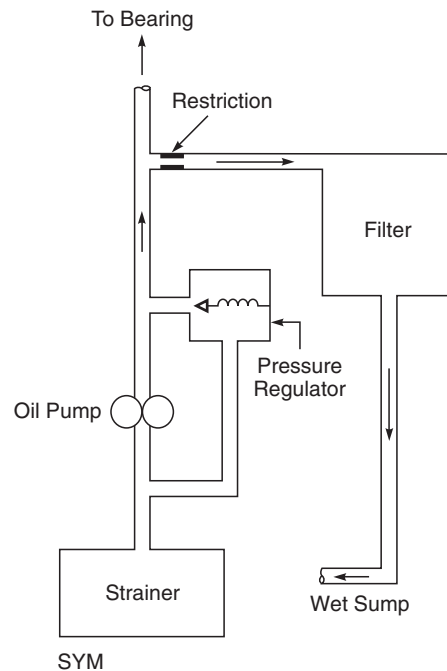 To Bearing
Restriction
Filter
Pressure
Regulator
Oil Pump
Strainer
Wet Sump
SYM